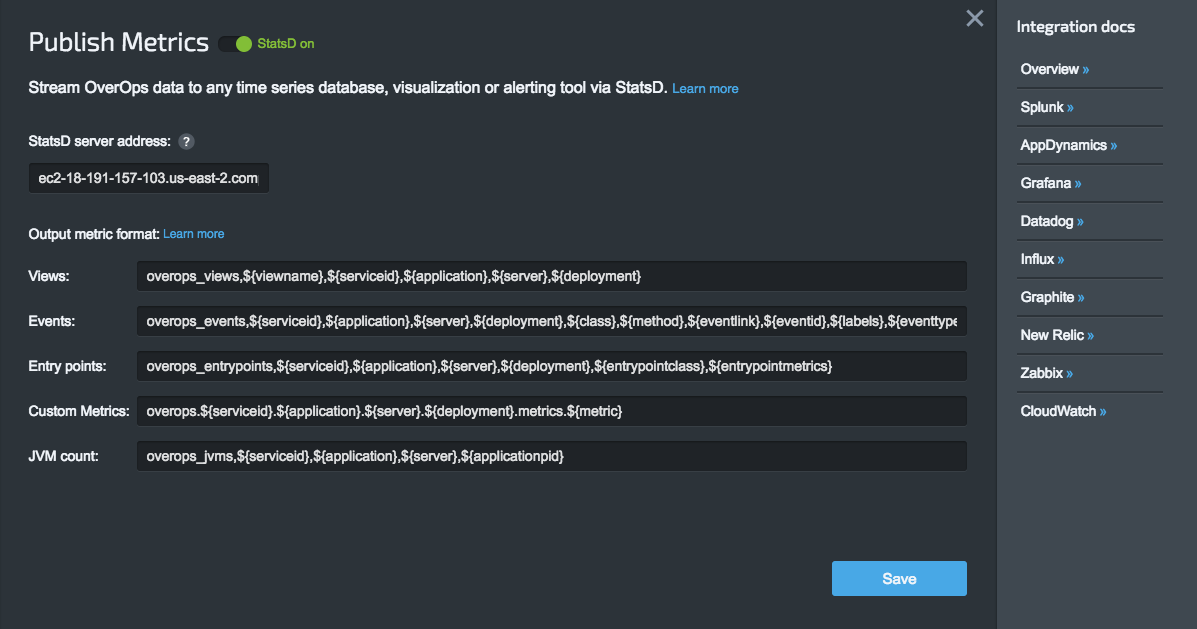 Publish Metrics StatsD on
Stream OverOps data to any time series database, visualization or alerting tool via StatsD. Learn more
StatsD server address: ?
ec2-18-191-157-103.us-east-2.com
Output metric format: Learn more
Views: overops_views,${viewname},${serviceid},${application},${server},${deployment}
Events: overops_events,${serviceid},${application},${server},${deployment},${class},${method},${eventlink},${eventid},${labels},${eventtype
Entry points: overops_entrypoints,${serviceid},${application},${server},${deployment},${entrypointclass},${entrypointmetrics}
Custom Metrics: overops.${serviceid}.${application}.${server}.${deployment}.metrics.${metric}
JVM count: overops_jvms,${serviceid},${application},${server},${applicationpid}
Save
Integration docs
Overview »
Splunk »
AppDynamics »
Grafana »
Datadog »
Influx »
Graphite »
New Relic »
Zabbix »
CloudWatch »